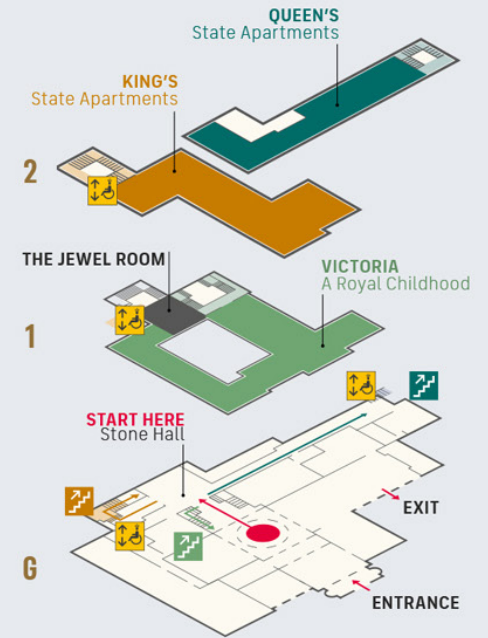 QUEEN'S
State Apartments
KING'S
State Apartments
2
THE JEWEL ROOM
VICTORIA
A Royal Childhood
1
START HERE
Stone Hall
EXIT
G
ENTRANCE